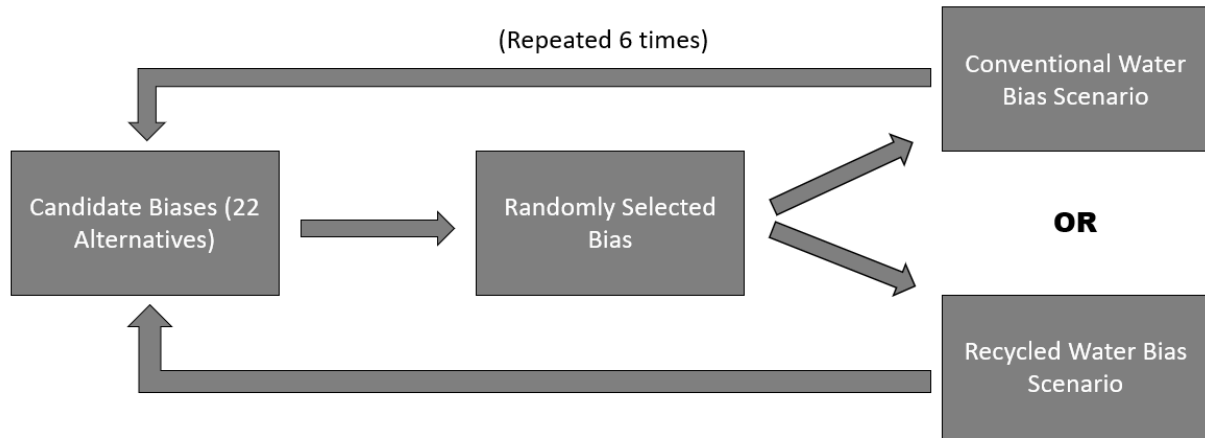 (Repeated 6 times)
Conventional Water
Bias Scenario
Candidate Biases (22
Alternatives)
Randomly Selected
Bias
OR
Recycled Water Bias
Scenario